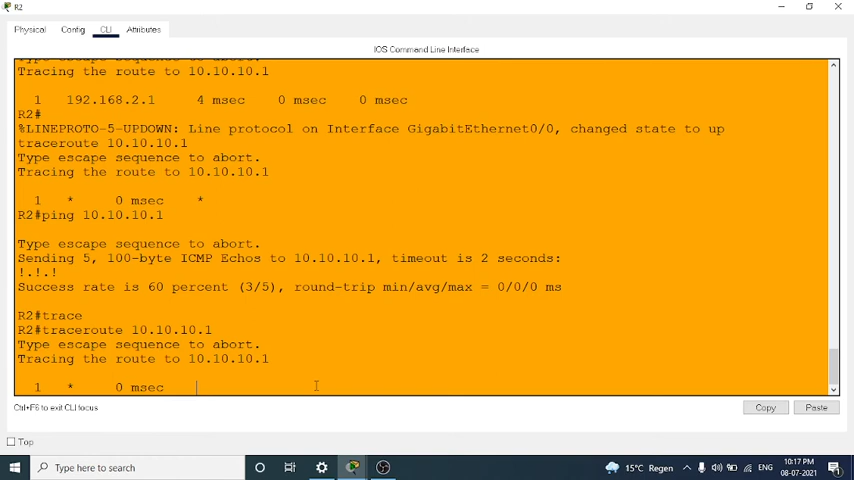 R2
Physical Config CLI Attributes
IOS Command Line Interface
Type escape sequence to abort.
Tracing the route to 10.10.10.1
1 192.168.2.1 4 msec 0 msec 0 msec
R2#
%LINEPROTO-5-UPDOWN: Line protocol on Interface GigabitEthernet0/0, changed state to up
traceroute 10.10.10.1
Type escape sequence to abort.
Tracing the route to 10.10.10.1
1 * 0 msec *
R2#ping 10.10.10.1
Type escape sequence to abort.
Sending 5, 100-byte ICMP Echos to 10.10.10.1, timeout is 2 seconds:
!.!.!
Success rate is 60 percent (3/5), round-trip min/avg/max = 0/0/0 ms
R2#trace
R2#traceroute 10.10.10.1
Type escape sequence to abort.
Tracing the route to 10.10.10.1
1 * 0 msec
Ctrl+F6 to exit CLI focus
Copy Paste
Top
Type here to search
15°C Regen ENG 10:17 PM
08-07-2021
1